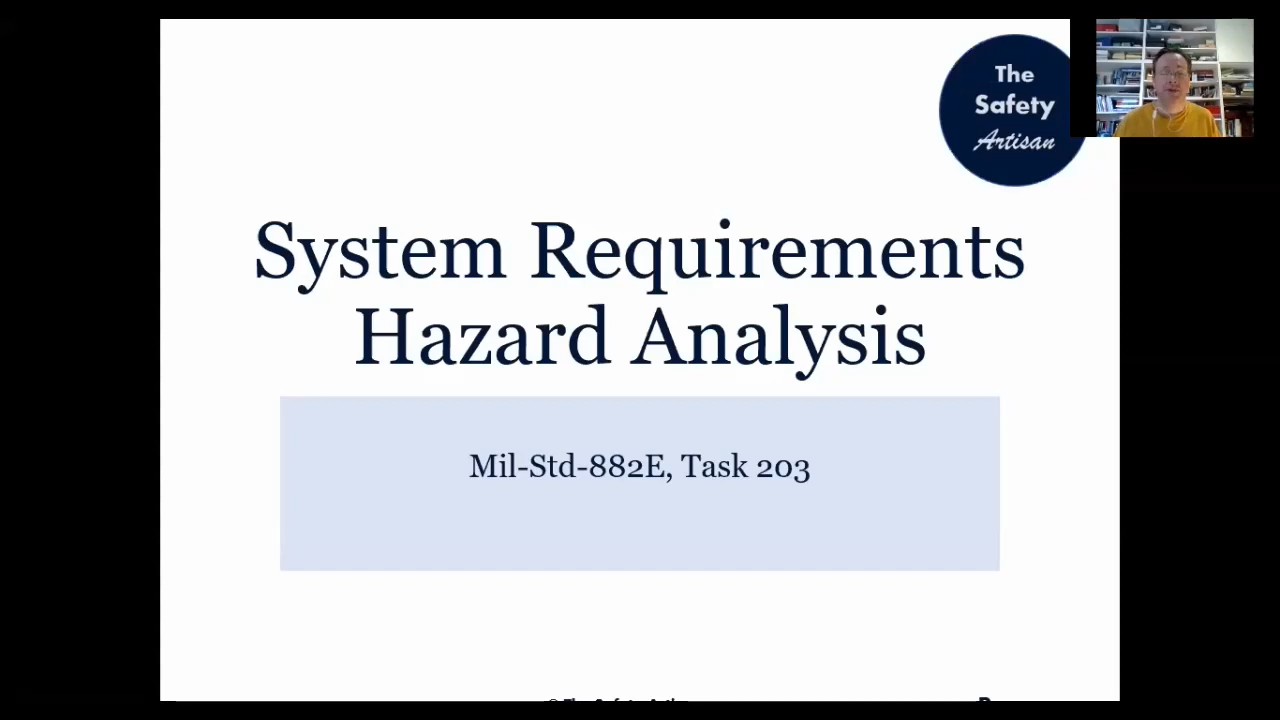 The
Safety
Artisan
System Requirements
Hazard Analysis
Mil-Std-882E, Task 203